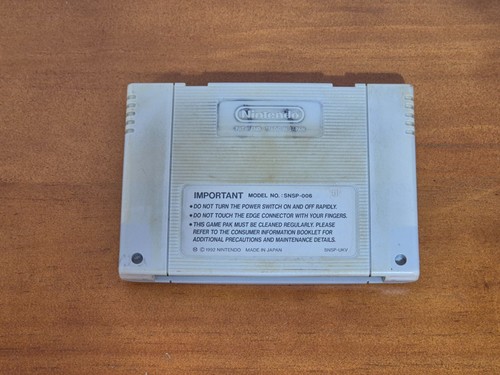 Nintendo
IMPORTANT MODEL NO.:SNSP-006
●DO NOT TURN THE POWER SWITCH ON AND OFF RAPIDLY.
●DO NOT TOUCH THE EDGE CONNECTOR WITH YOUR FINGERS.
●THIS GAME PAK MUST BE CLEANED REGULARLY. PLEASE
REFER TO THE CONSUMER INFORMATION BOOKLET FOR
ADDITIONAL PRECAUTIONS AND MAINTENANCE DETAILS.
©1992 NINTENDO MADE IN JAPAN SNSP-UKV